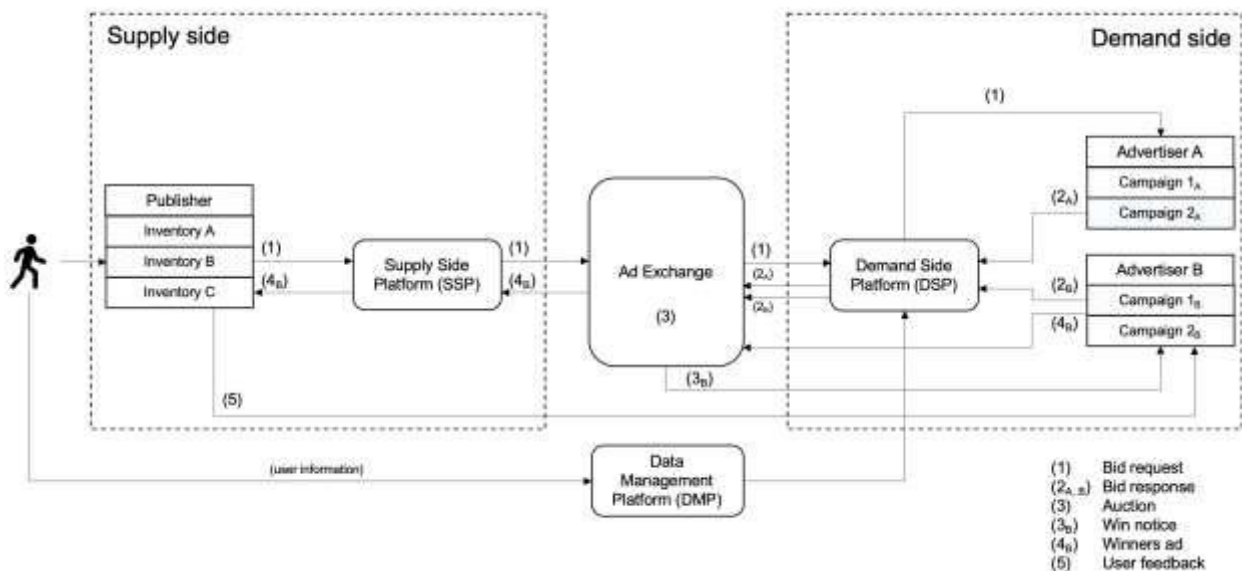 Supply side
Demand side
(1)
Advertiser A
Campaign 1A
Campaign 2A
(2A)
Publisher
Inventory A
Inventory B
Inventory C
(1)
(4B)
Supply Side
Platform (SSP)
(1)
(4B)
Ad Exchange
(3)
(1)
(2A)
(2B)
Demand Side
Platform (DSP)
Advertiser B
Campaign 1B
Campaign 2B
(2B)
(4B)
(3B)
(5)
(user information)
Data
Management
Platform (DMP)
(1) Bid request
(2A, B) Bid response
(3) Auction
(3B) Win notice
(4B) Winners ad
(5) User feedback